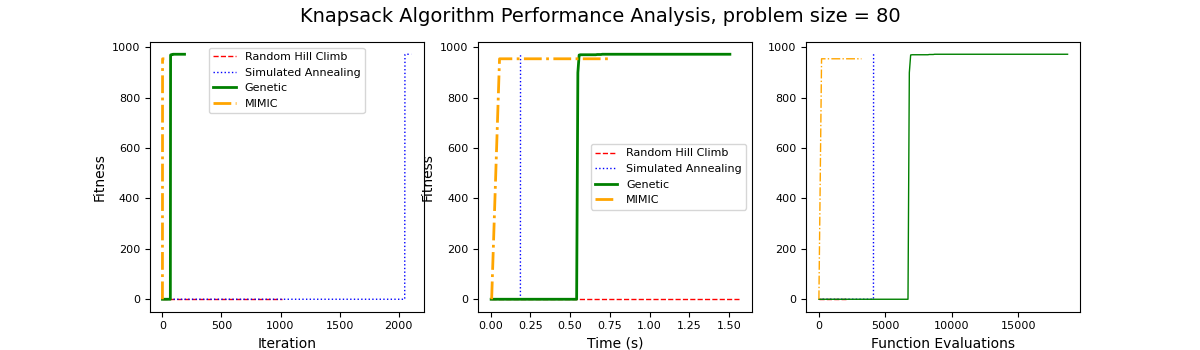 Knapsack Algorithm Performance Analysis, problem size = 80
Fitness
1000
800
600
400
200
0
Random Hill Climb
Simulated Annealing
Genetic
MIMIC
0 500 1000 1500 2000
Iteration
Fitness
1000
800
600
400
200
0
Random Hill Climb
Simulated Annealing
Genetic
MIMIC
0.00 0.25 0.50 0.75 1.00 1.25 1.50
Time (s)
1000
800
600
400
200
0
0 5000 10000 15000
Function Evaluations